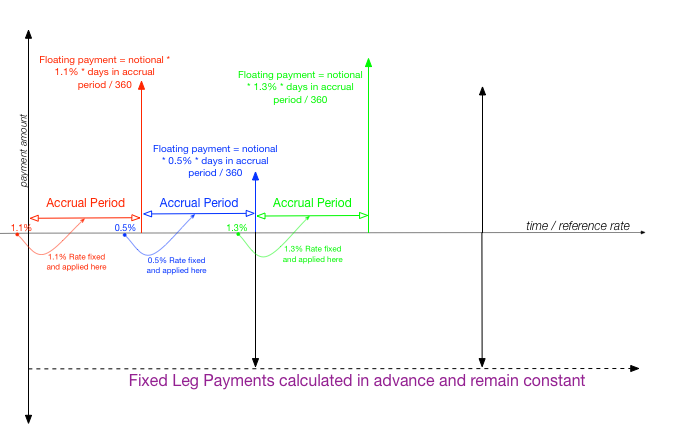 Floating payment = notional *
1.1% * days in accrual
period / 360
Floating payment = notional
* 1.3% * days in accrual
period / 360
payment amount
Floating payment = notional
* 0.5% * days in accrual
period / 360
Accrual Period
Accrual Period
Accrual Period
1.1%
0.5%
1.3%
time / reference rate
1.1% Rate fixed
and applied here
0.5% Rate fixed
and applied here
1.3% Rate fixed
and applied here
Fixed Leg Payments calculated in advance and remain constant